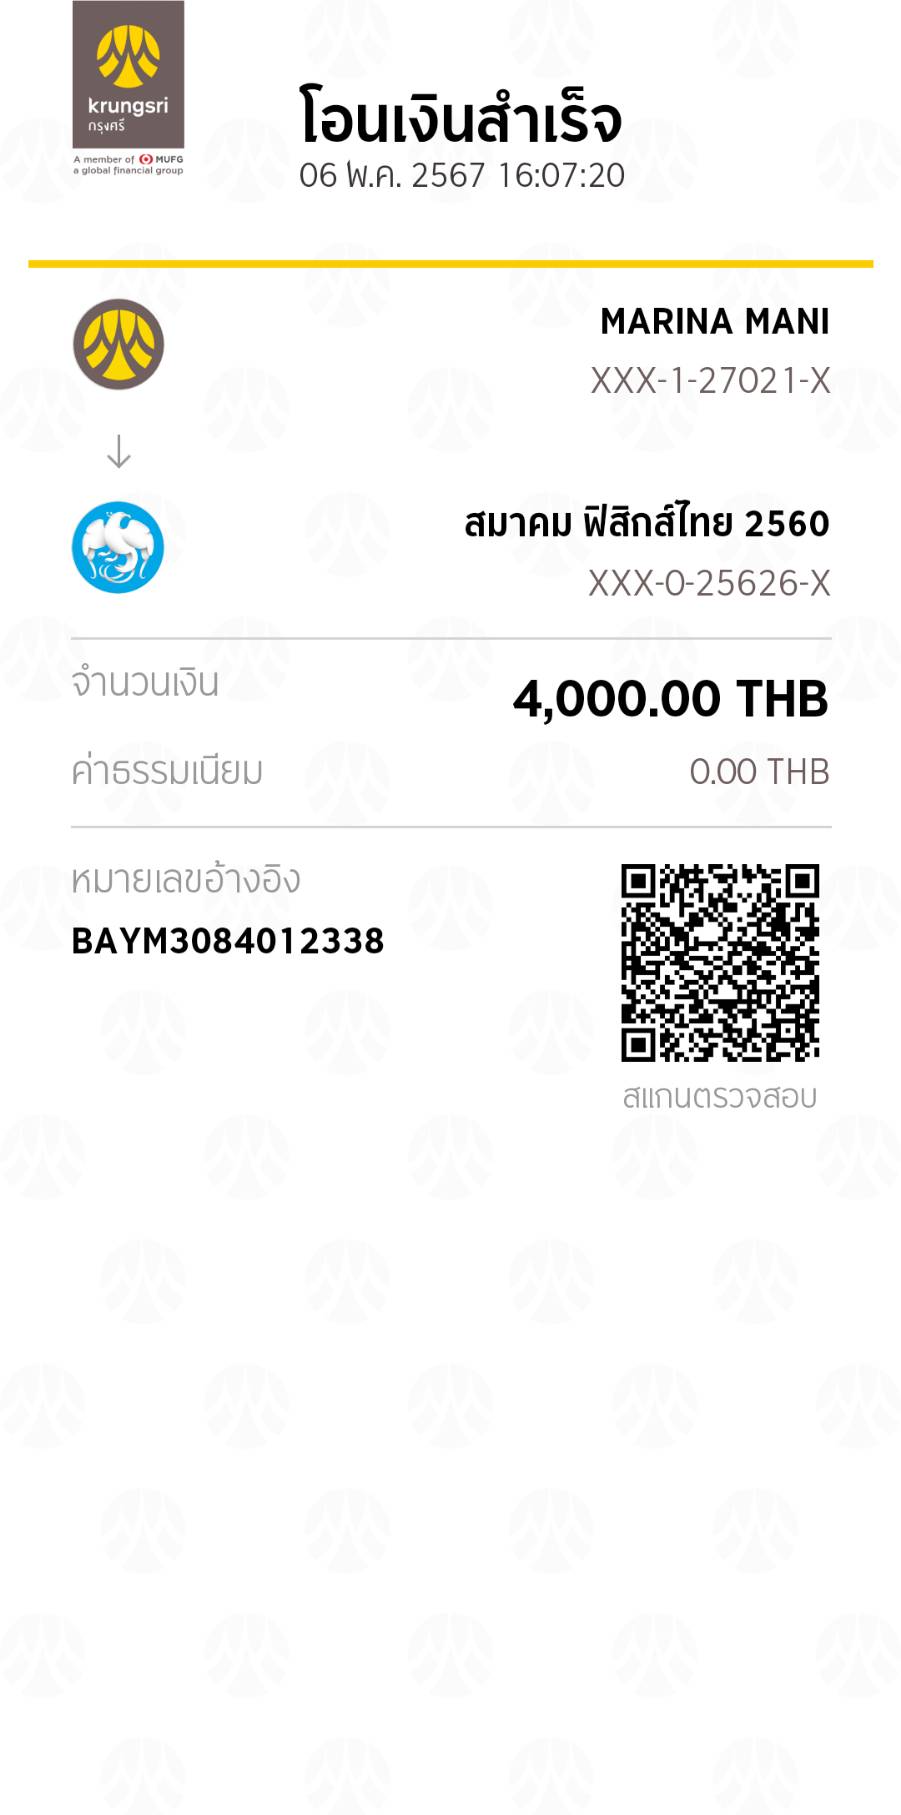 krungsri
กรุงศรี
A member of MUFG
a global financial group
โอนเงินสำเร็จ
06 พ.ค. 2567 16:07:20
MARINA MANI
XXX-1-27021-X
สมาคม ฟิสิกส์ไทย 2560
XXX-0-25626-X
จำนวนเงิน
4,000.00 THB
ค่าธรรมเนียม
0.00 THB
หมายเลขอ้างอิง
BAYM3084012338
สแกนตรวจสอบ